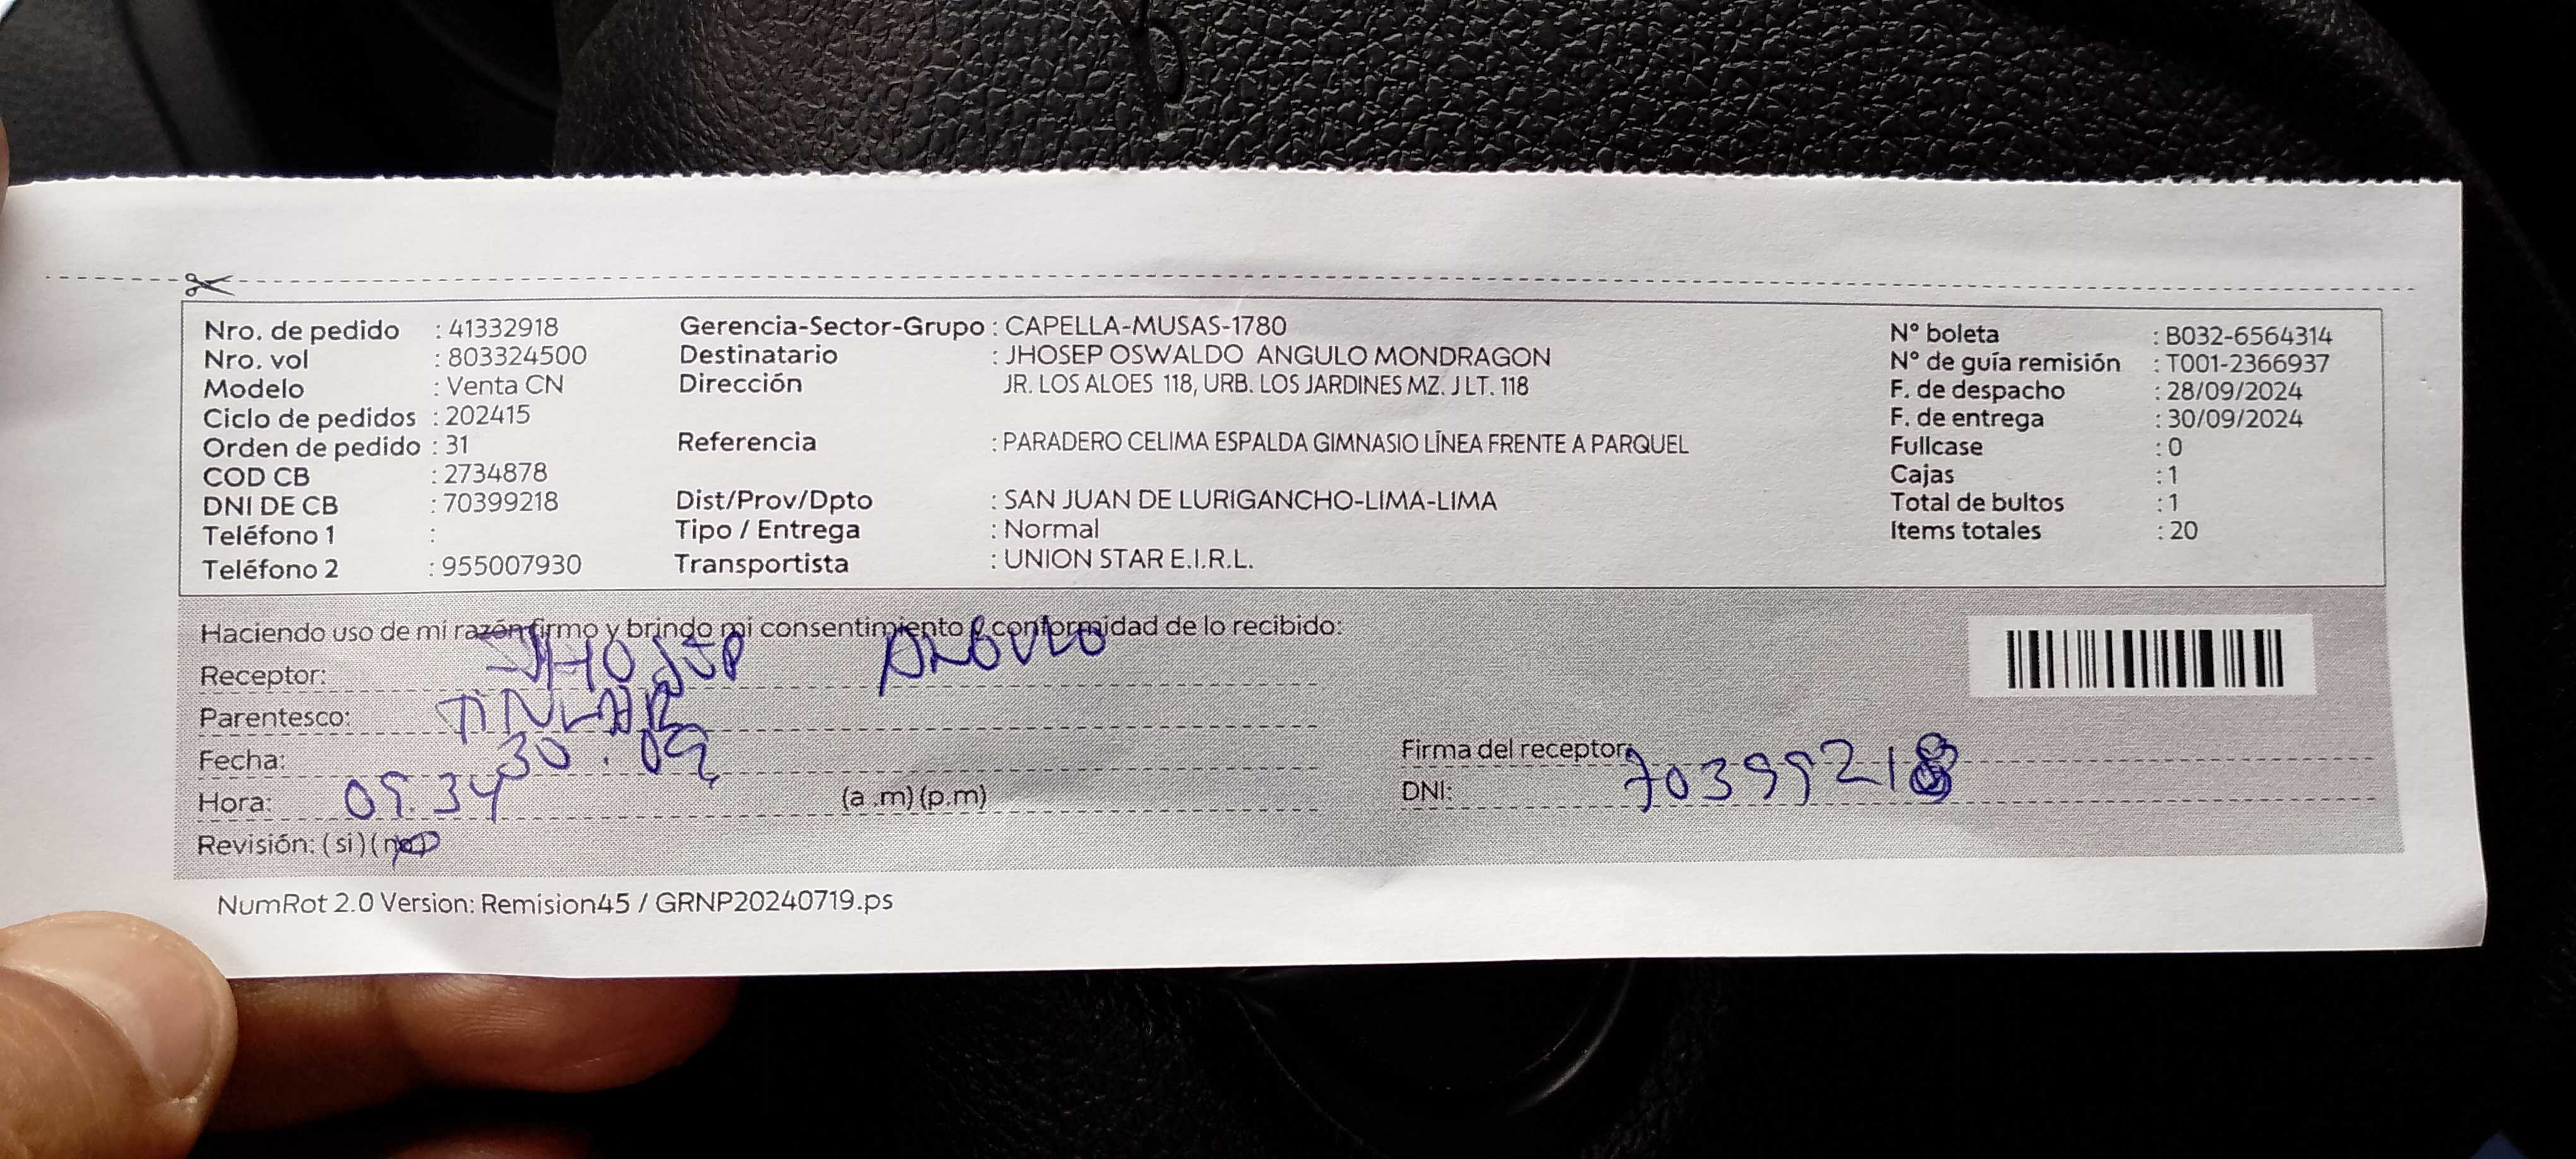 Nro. de pedido : 41332918
Nro. vol : 803324500
Modelo : Venta CN
Ciclo de pedidos : 202415
Orden de pedido : 31
COD CB : 2734878
DNI DE CB : 70399218
Teléfono 1 :
Teléfono 2 : 955007930
Gerencia-Sector-Grupo : CAPELLA-MUSAS-1780
Destinatario : JHOSEP OSWALDO ANGULO MONDRAGON
Dirección JR. LOS ALOES 118, URB. LOS JARDINES MZ. J LT. 118
Referencia : PARADERO CELIMA ESPALDA GIMNASIO LÍNEA FRENTE A PARQUEL
Dist/Prov/Dpto : SAN JUAN DE LURIGANCHO-LIMA-LIMA
Tipo / Entrega : Normal
Transportista : UNION STAR E.I.R.L.
N° boleta : B032-6564314
N° de guía remisión : T001-2366937
F. de despacho : 28/09/2024
F. de entrega : 30/09/2024
Fullcase : 0
Cajas : 1
Total de bultos : 1
Items totales : 20
Haciendo uso de mi razón firmo y brindo mi consentimiento y conformidad de lo recibido:
Receptor: JHOSEP ANGULO
Parentesco:
Fecha: 30.09
Hora: 09.34 (a .m) (p.m)
Revisión: (si) (no)
Firma del receptor:
DNI: 70399218
NumRot 2.0 Version: Remision45 / GRNP20240719.ps